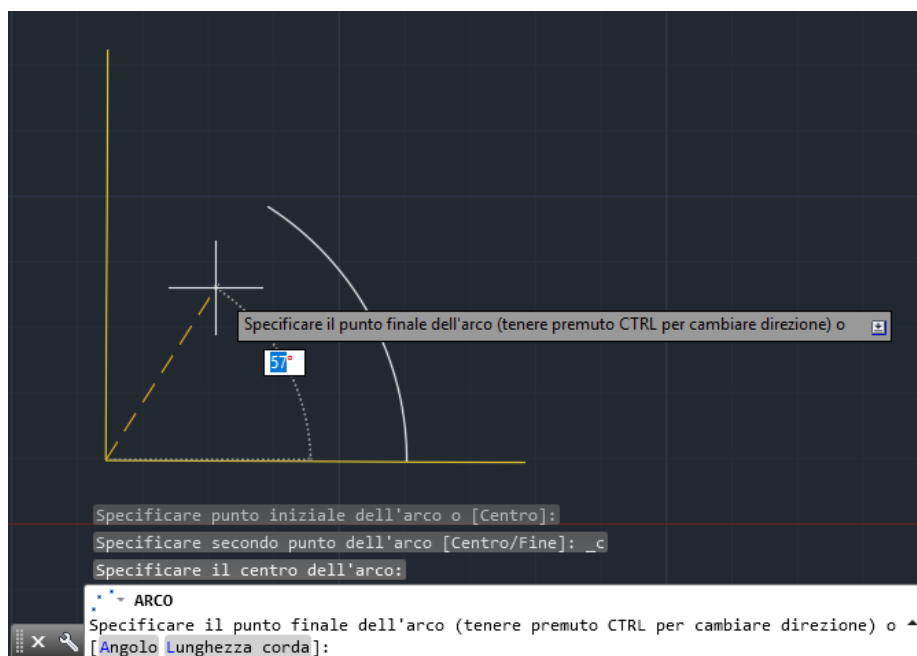 Specificare il punto finale dell'arco (tenere premuto CTRL per cambiare direzione) o
57°
Specificare punto iniziale dell'arco o [Centro]:
Specificare secondo punto dell'arco [Centro/Fine]: _c
Specificare il centro dell'arco:
ARCO
Specificare il punto finale dell'arco (tenere premuto CTRL per cambiare direzione) o
[Angolo Lunghezza corda]: